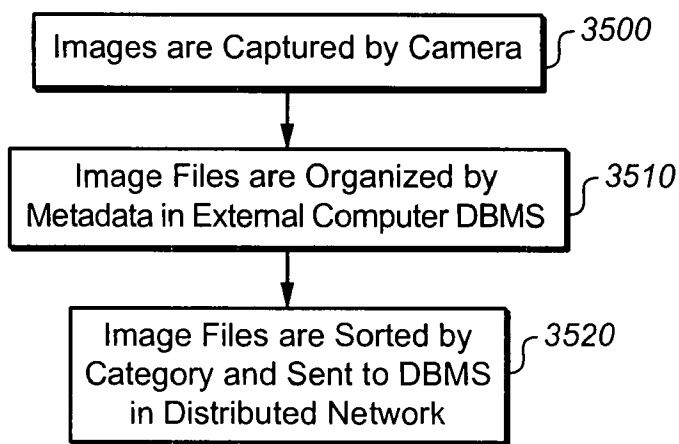 Images are Captured by Camera
3500
Image Files are Organized by
Metadada in External Computer DBMS
3510
Image Files are Sorted by
Category and Sent to DBMS
in Distributed Network
3520